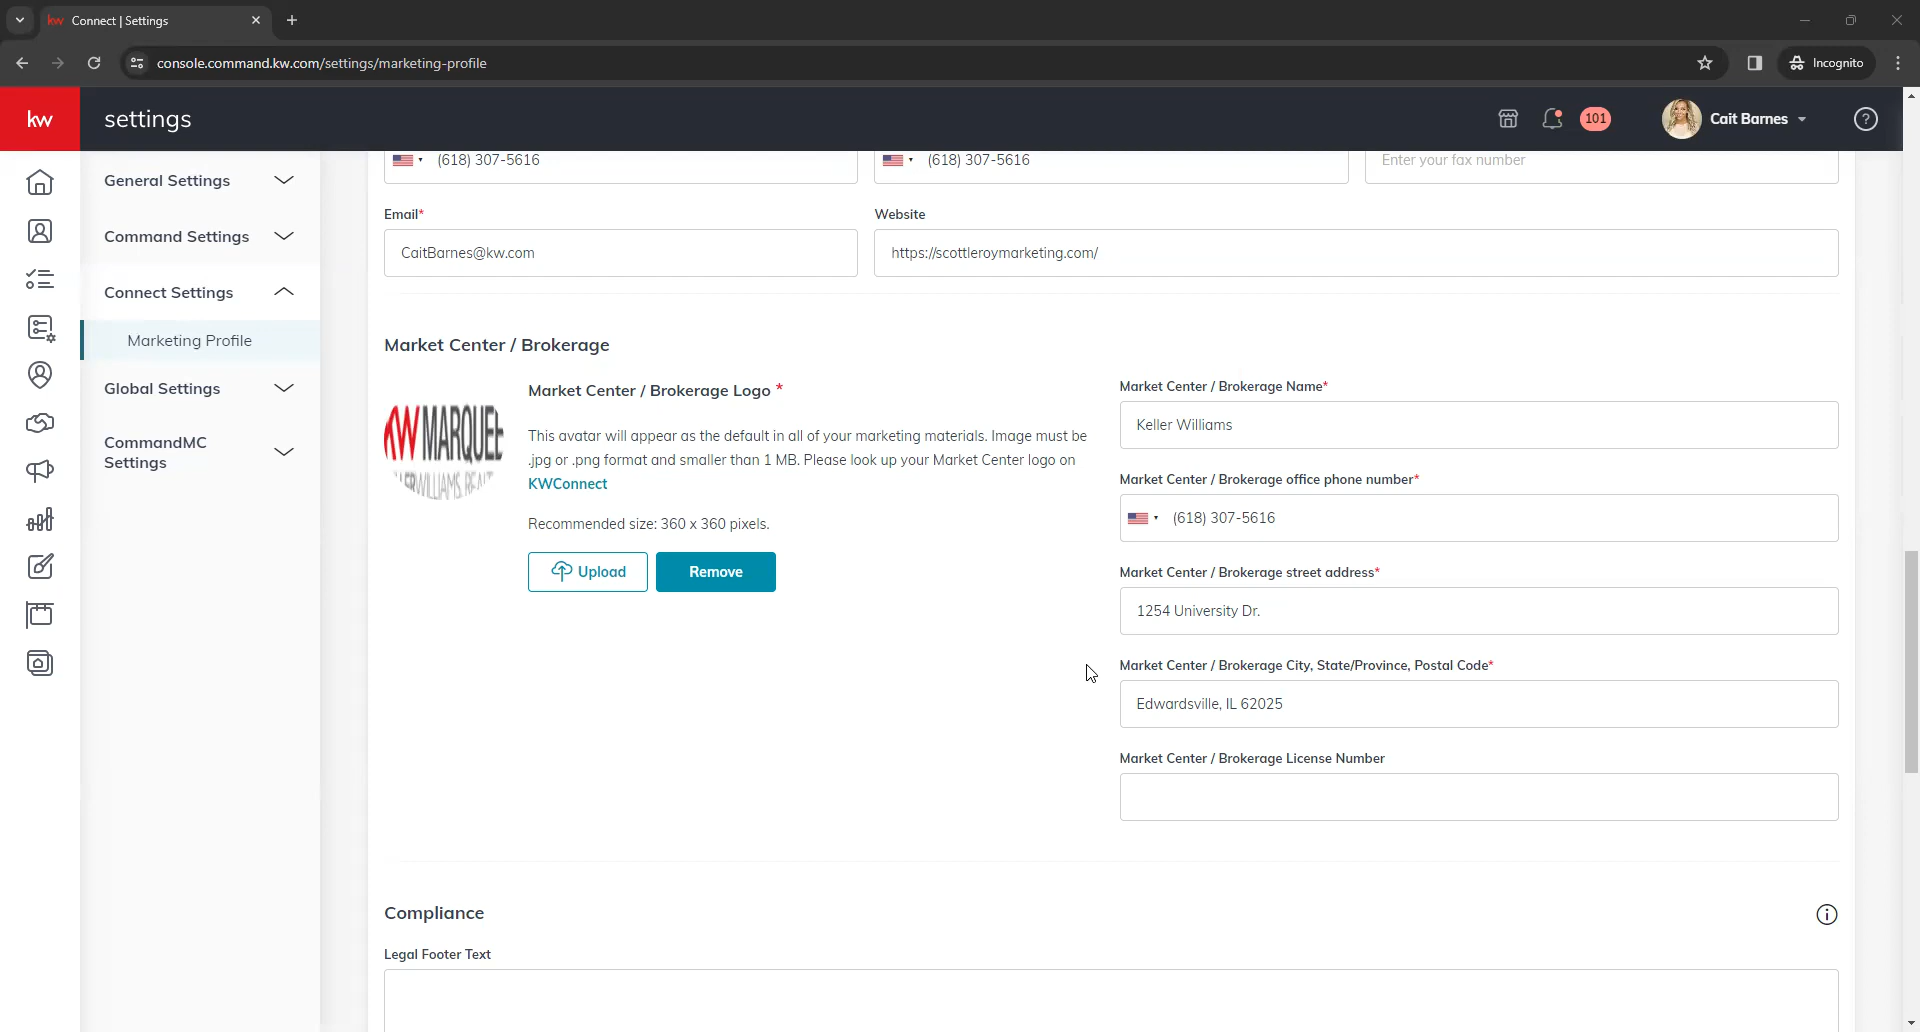 Connect | Settings
console.command.kw.com/settings/marketing-profile
Incognito
kw
settings
101
Cait Barnes
General Settings
Command Settings
Connect Settings
Marketing Profile
Global Settings
CommandMC
Settings
(618) 307-5616
(618) 307-5616
Enter your fax number
Email*
Website
CaitBarnes@kw.com
https://scottleroymarketing.com/
Market Center / Brokerage
KW MARQUEE
Market Center / Brokerage Logo *
This avatar will appear as the default in all of your marketing materials. Image must be
.jpg or .png format and smaller than 1 MB. Please look up your Market Center logo on
KWConnect
Recommended size: 360 x 360 pixels.
Upload
Remove
Market Center / Brokerage Name*
Keller Williams
Market Center / Brokerage office phone number*
(618) 307-5616
Market Center / Brokerage street address*
1254 University Dr.
Market Center / Brokerage City, State/Province, Postal Code*
Edwardsville, IL 62025
Market Center / Brokerage License Number
Compliance
Legal Footer Text